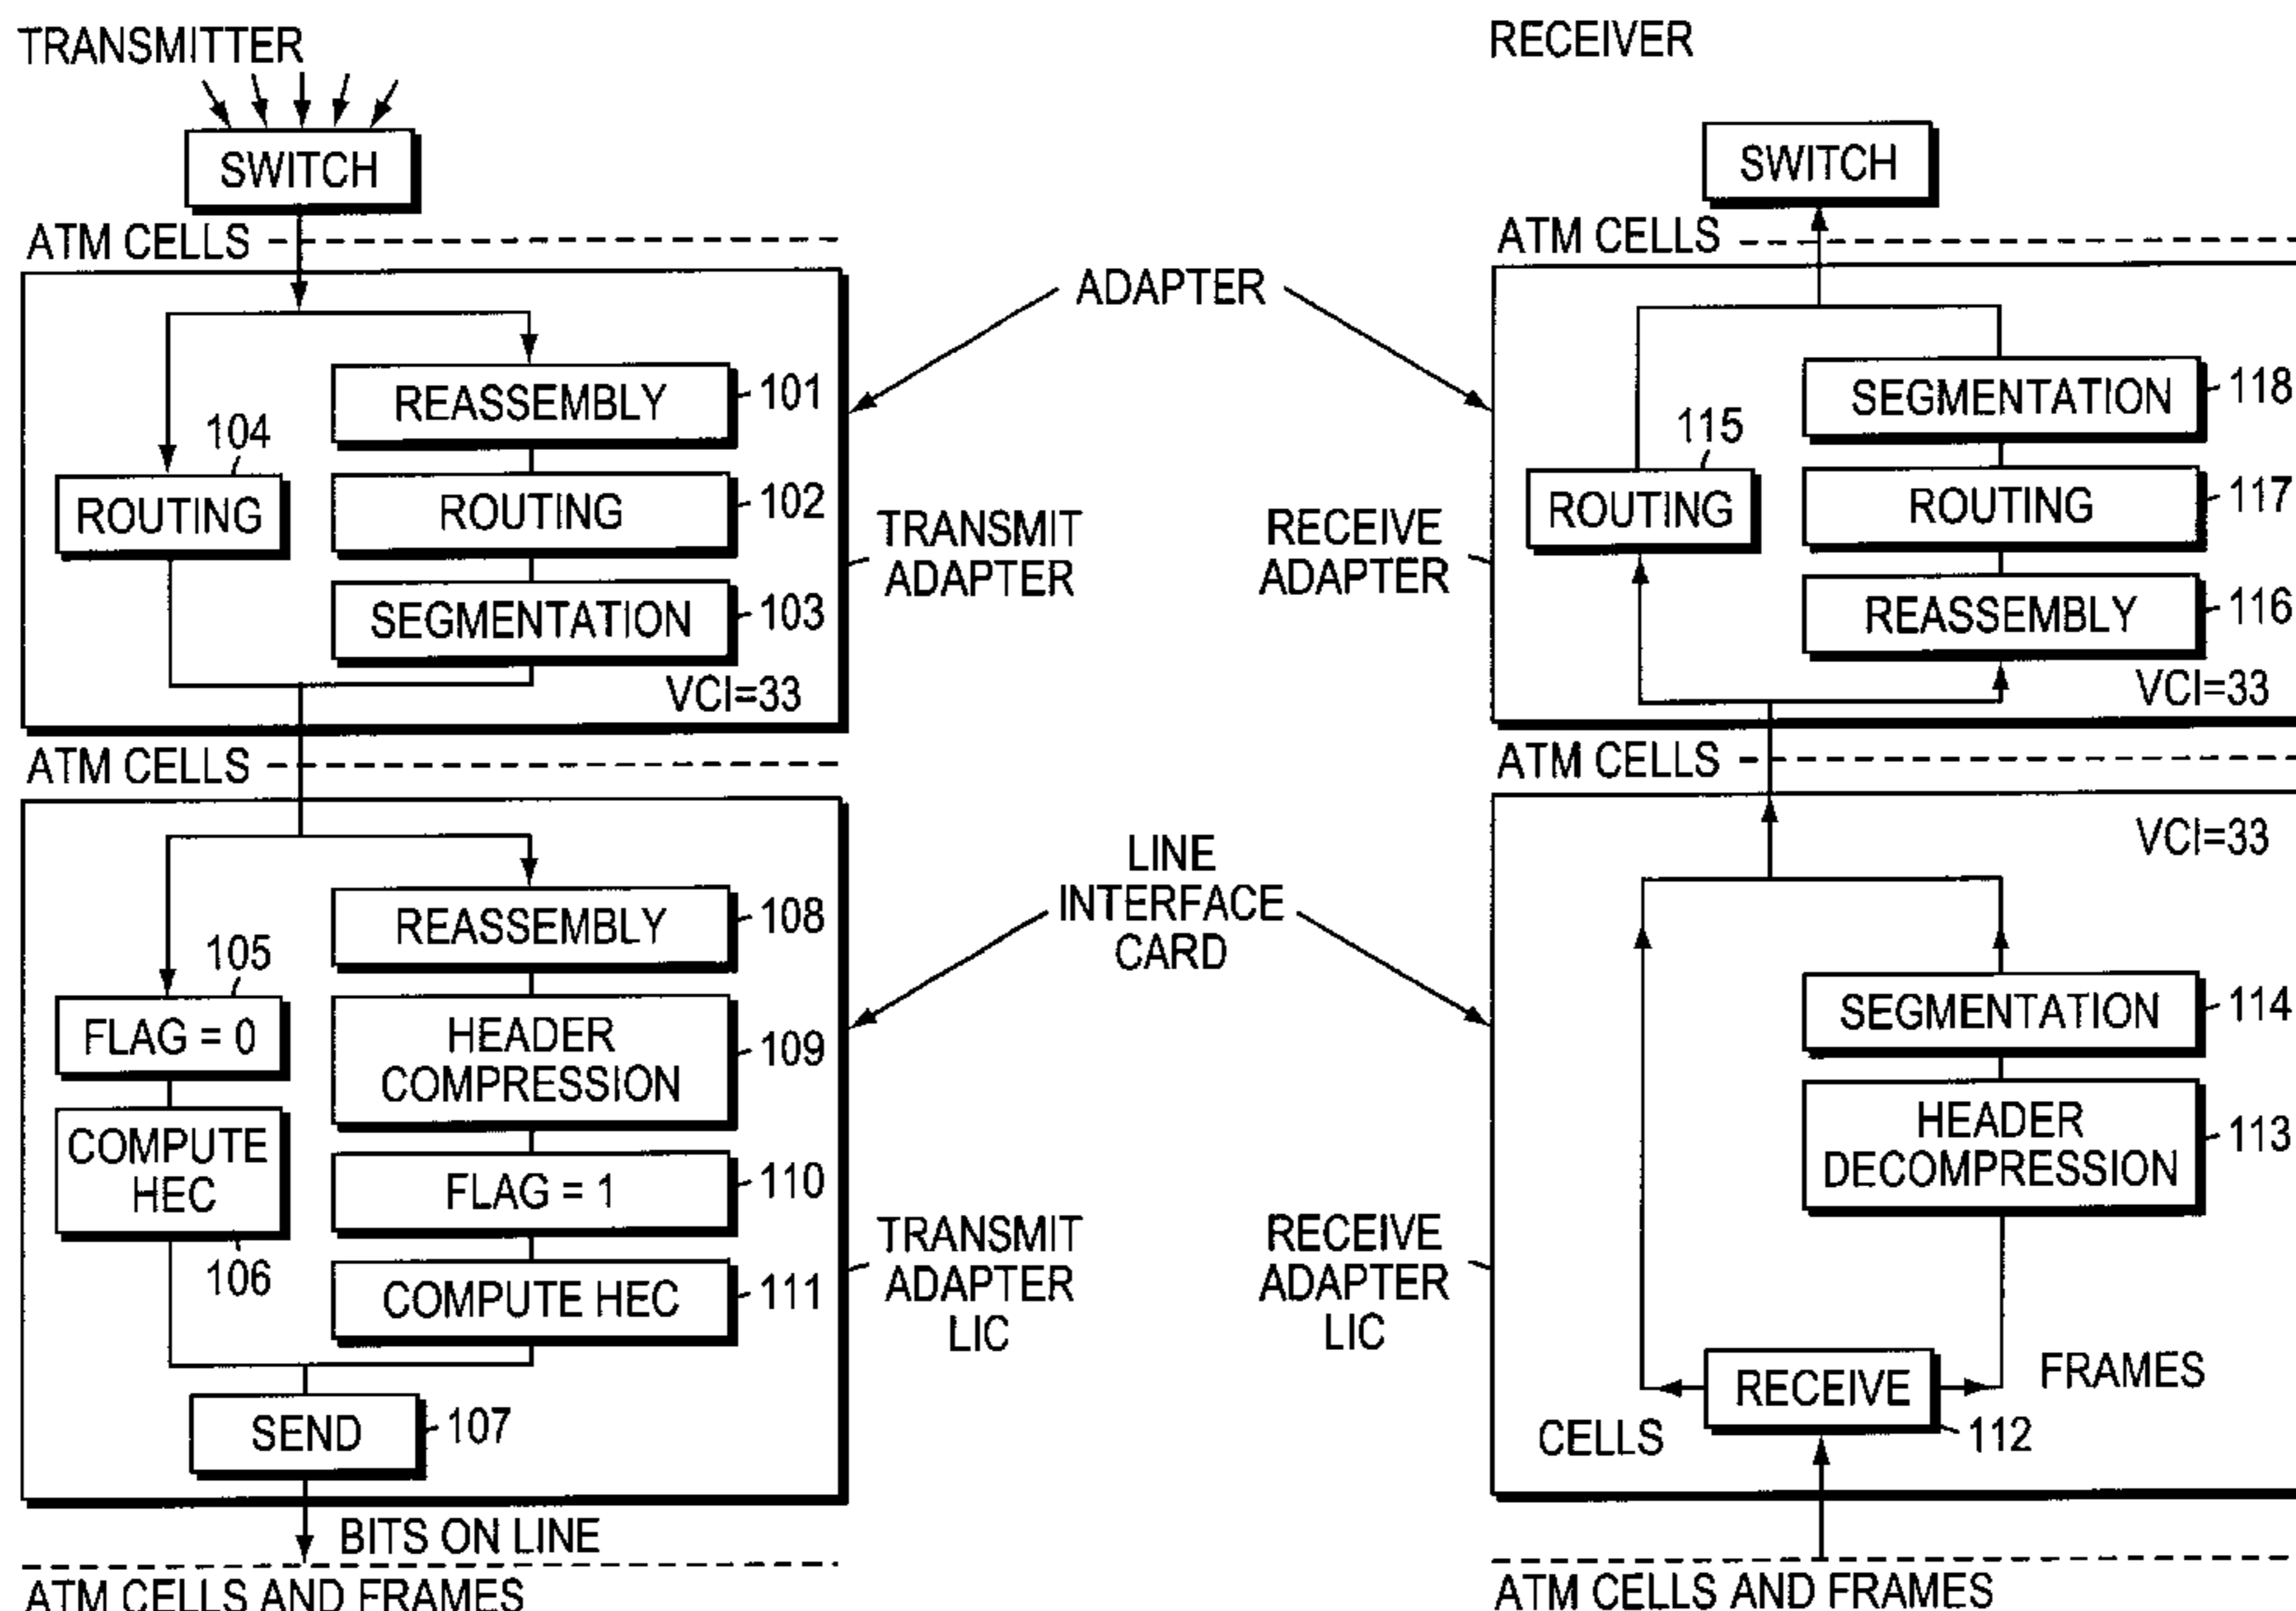 TRANSMITTER
SWITCH
ATM CELLS
REASSEMBLY
101
104
ROUTING
ROUTING
102
SEGMENTATION
103
VCI=33
ADAPTER
TRANSMIT
ADAPTER
ATM CELLS
REASSEMBLY
108
105
FLAG = 0
HEADER
COMPRESSION
109
COMPUTE
HEC
106
FLAG = 1
110
COMPUTE HEC
111
SEND
107
LINE
INTERFACE
CARD
TRANSMIT
ADAPTER
LIC
BITS ON LINE
ATM CELLS AND FRAMES
RECEIVER
SWITCH
ATM CELLS
SEGMENTATION
118
115
ROUTING
ROUTING
117
REASSEMBLY
116
VCI=33
RECEIVE
ADAPTER
ATM CELLS
VCI=33
SEGMENTATION
114
HEADER
DECOMPRESSION
113
RECEIVE
ADAPTER
LIC
RECEIVE
112
FRAMES
CELLS
ATM CELLS AND FRAMES